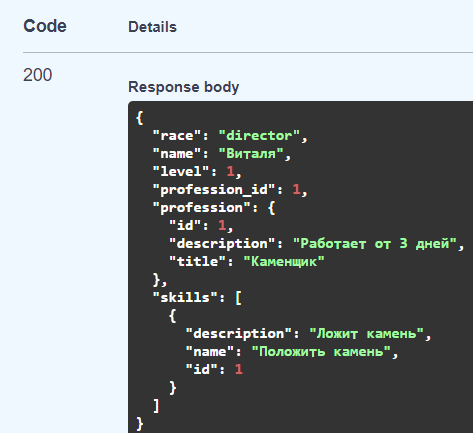 Code Details
200
Response body
{
  "race": "director",
  "name": "Виталя",
  "level": 1,
  "profession_id": 1,
  "profession": {
    "id": 1,
    "description": "Работает от 3 дней",
    "title": "Каменщик"
  },
  "skills": [
    {
      "description": "Ложит камень",
      "name": "Положить камень",
      "id": 1
    }
  ]
}